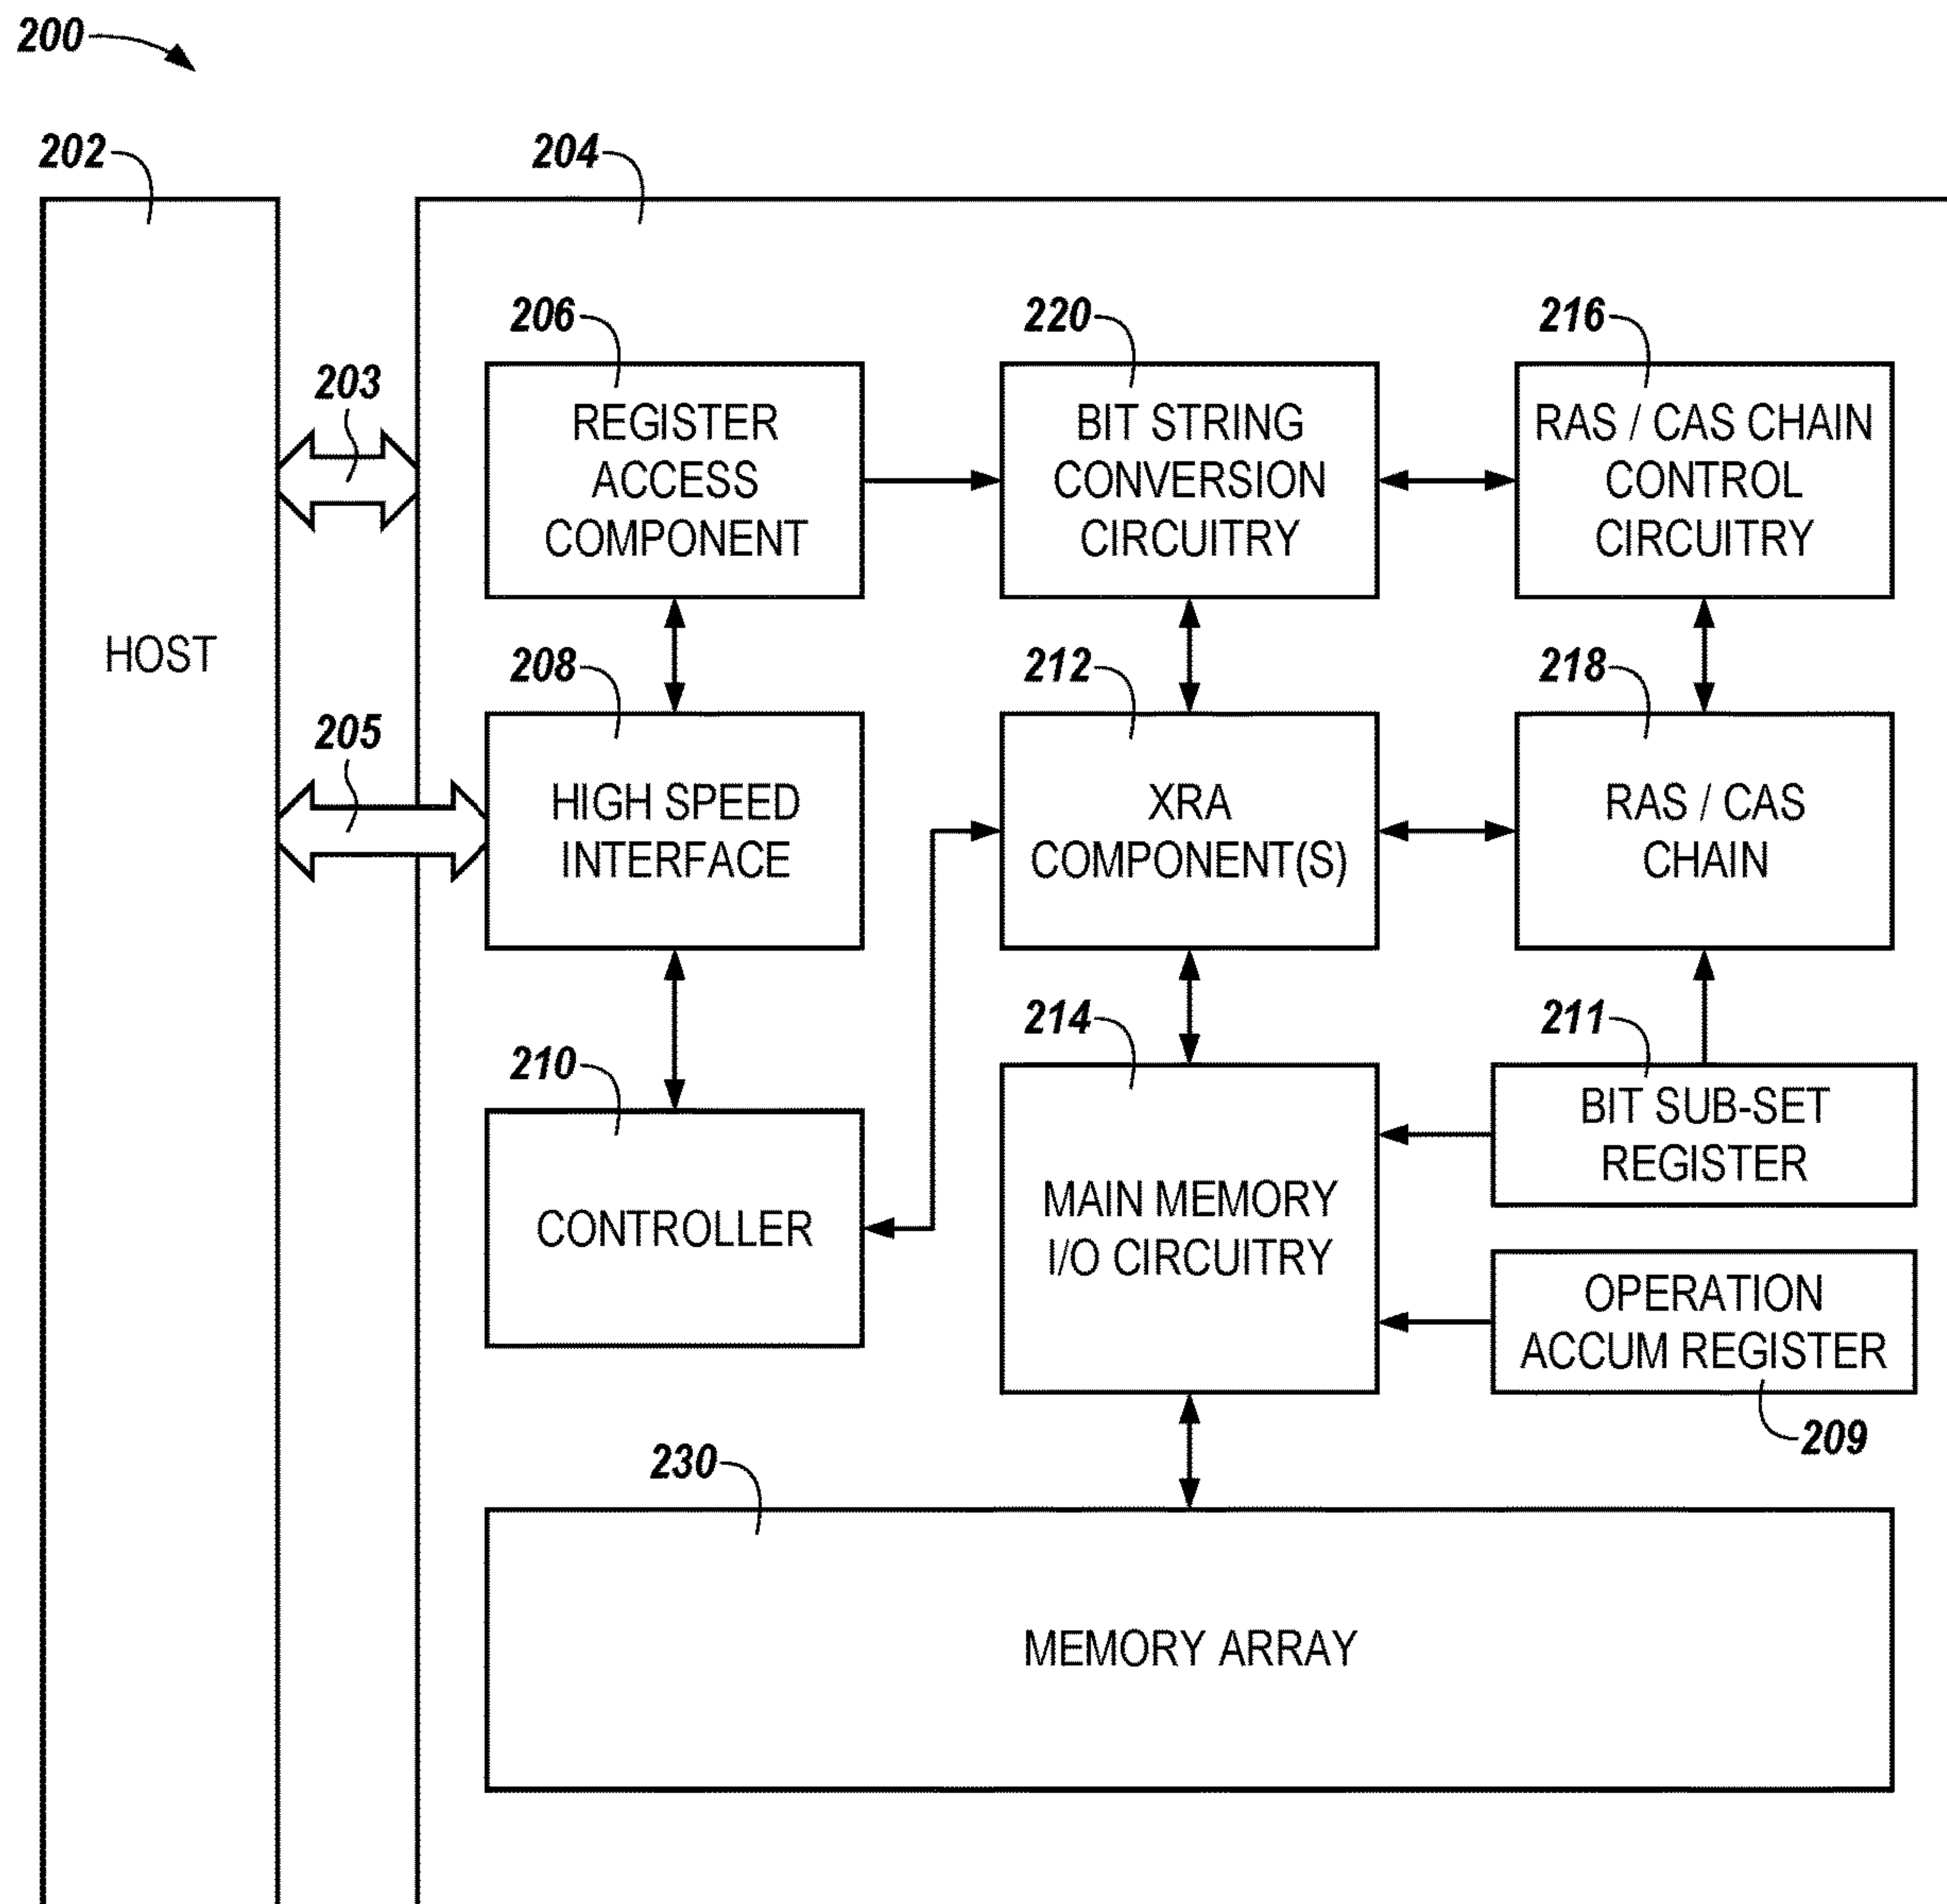 200
202
204
206
220
216
203
REGISTER
ACCESS
COMPONENT
BIT STRING
CONVERSION
CIRCUITRY
RAS / CAS CHAIN
CONTROL
CIRCUITRY
HOST
208
212
218
205
HIGH SPEED
INTERFACE
XRA
COMPONENT(S)
RAS / CAS
CHAIN
210
214
211
CONTROLLER
MAIN MEMORY
I/O CIRCUITRY
BIT SUB-SET
REGISTER
OPERATION
ACCUM REGISTER
209
230
MEMORY ARRAY